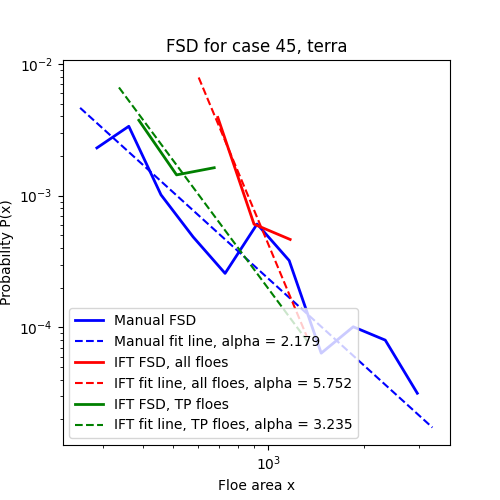 FSD for case 45, terra
Probability P(x)
10⁻²
10⁻³
10⁻⁴
Manual FSD
Manual fit line, alpha = 2.179
IFT FSD, all floes
IFT fit line, all floes, alpha = 5.752
IFT FSD, TP floes
IFT fit line, TP floes, alpha = 3.235
10³
Floe area x